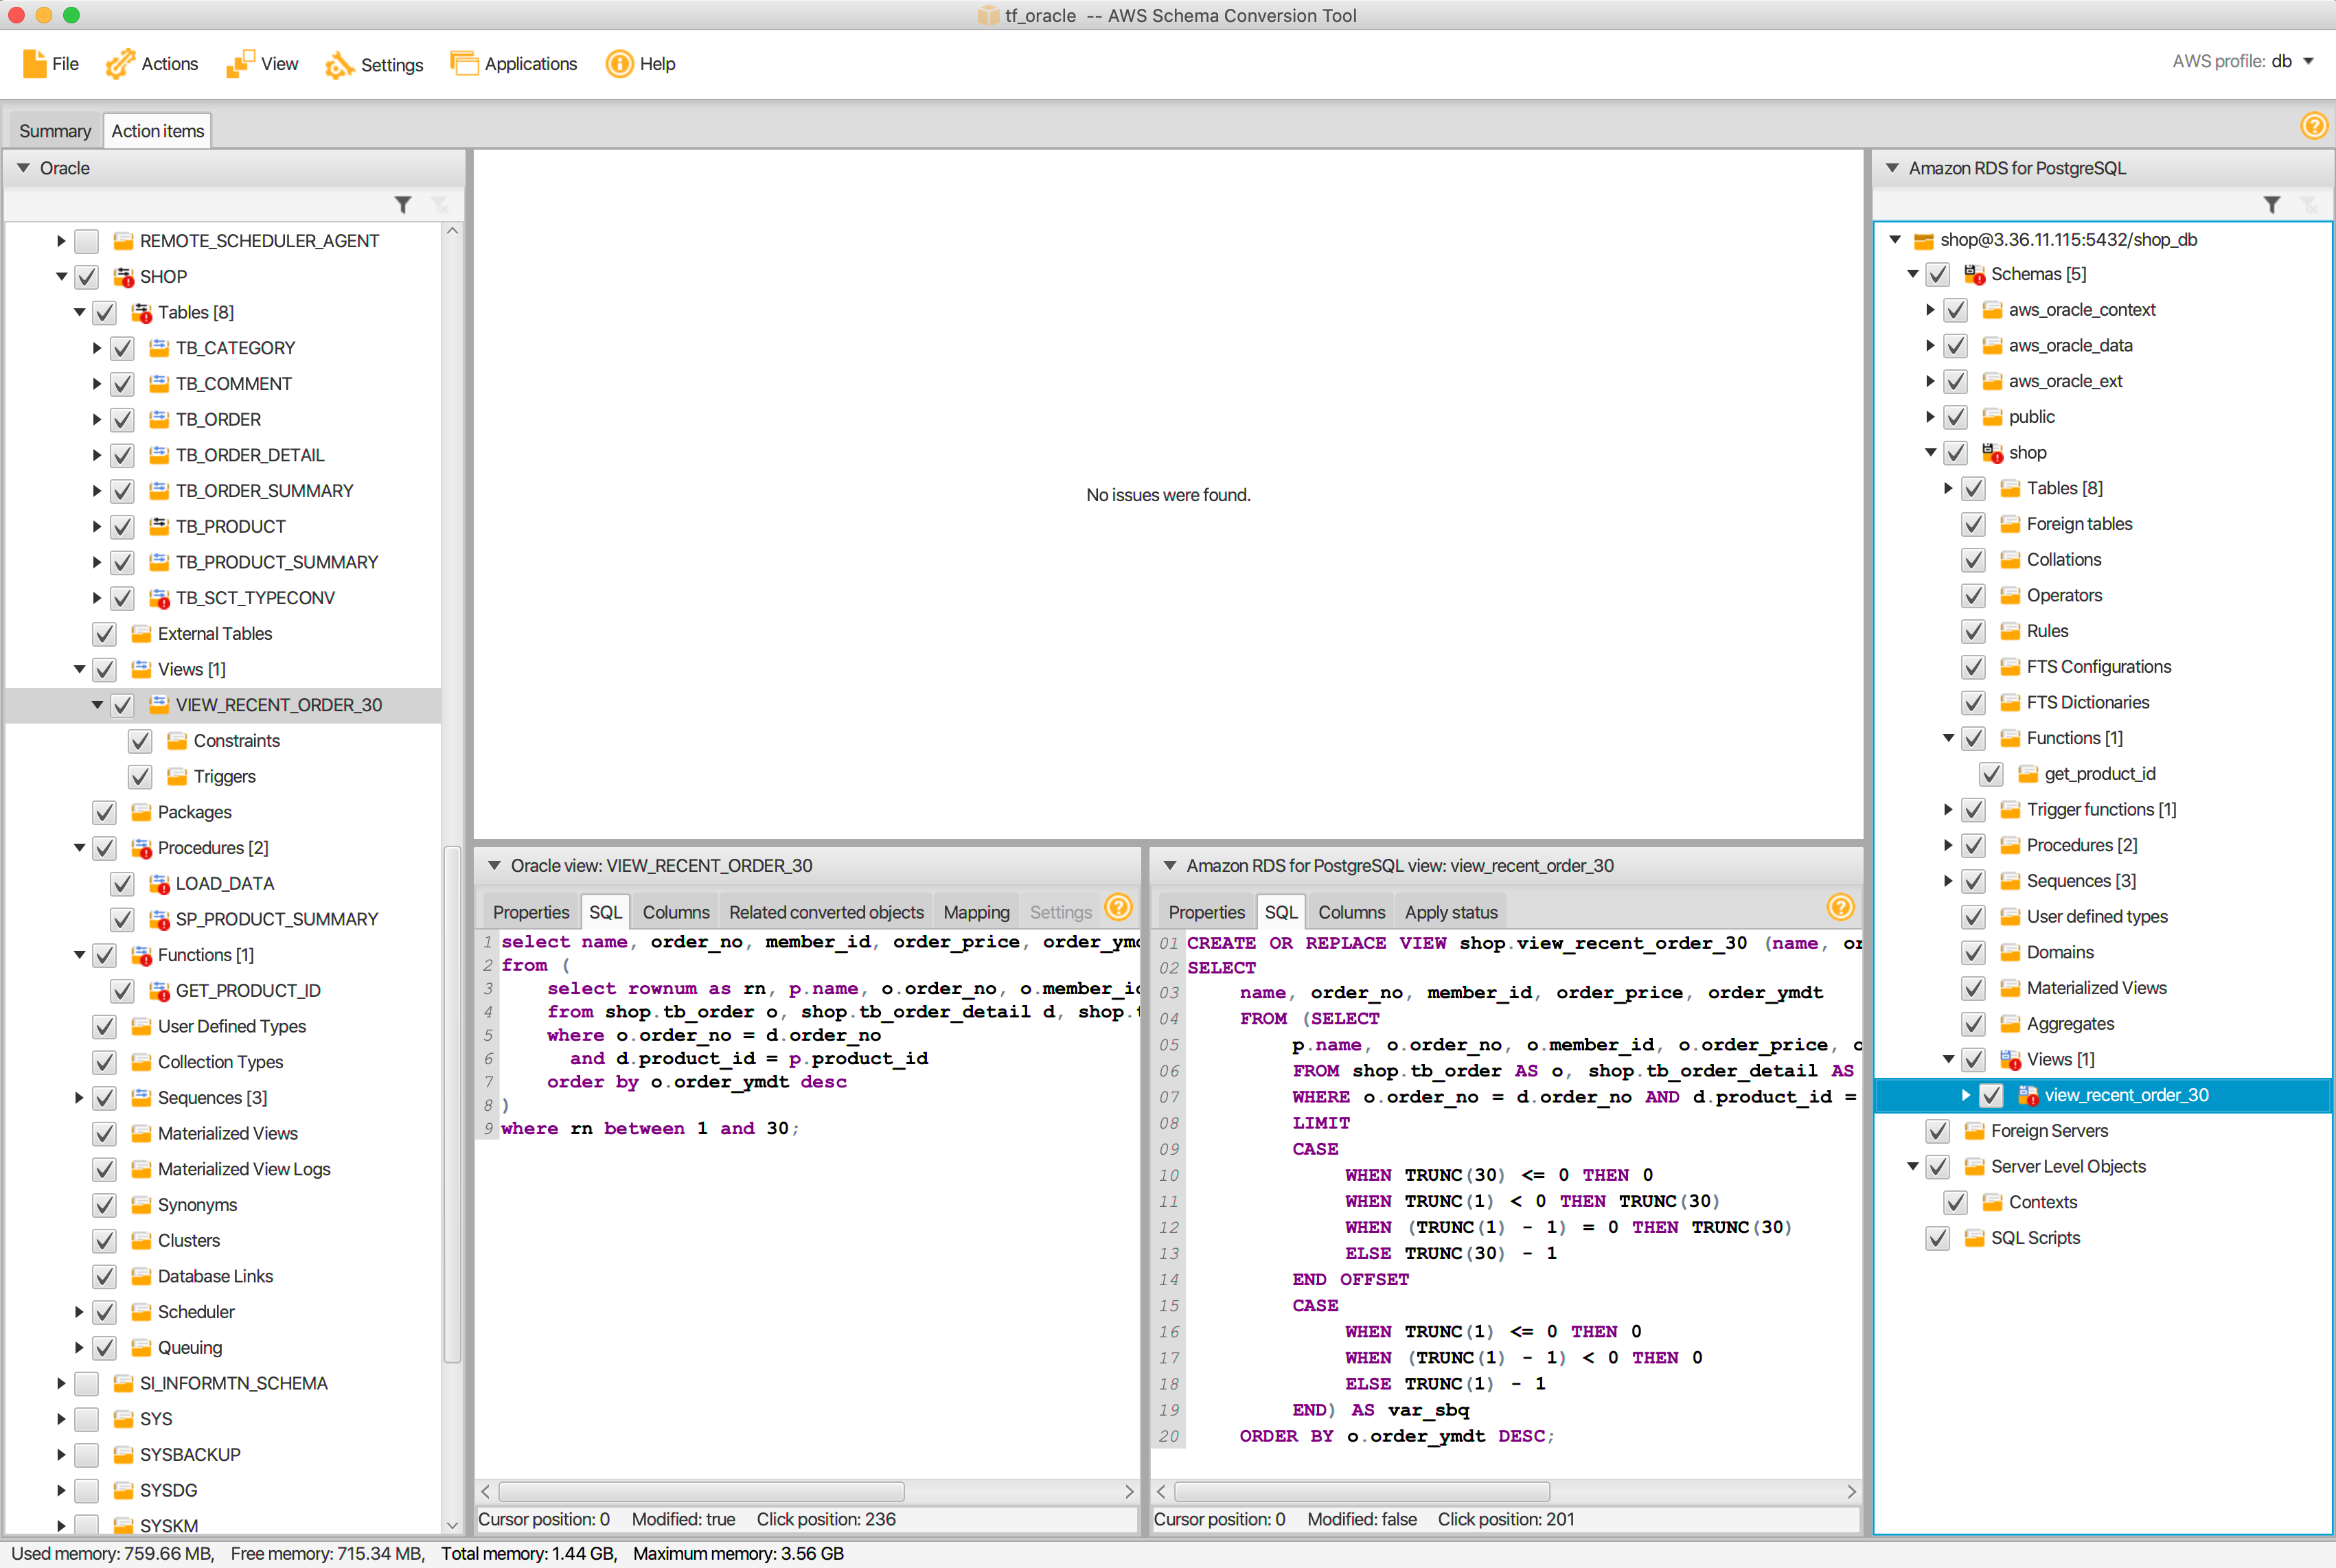 tf_oracle -- AWS Schema Conversion Tool
File Actions View Settings Applications Help
AWS profile: db
Summary Action items
Oracle
REMOTE_SCHEDULER_AGENT
SHOP
Tables [8]
TB_CATEGORY
TB_COMMENT
TB_ORDER
TB_ORDER_DETAIL
TB_ORDER_SUMMARY
TB_PRODUCT
TB_PRODUCT_SUMMARY
TB_SCT_TYPECONV
External Tables
Views [1]
VIEW_RECENT_ORDER_30
Constraints
Triggers
Packages
Procedures [2]
LOAD_DATA
SP_PRODUCT_SUMMARY
Functions [1]
GET_PRODUCT_ID
User Defined Types
Collection Types
Sequences [3]
Materialized Views
Materialized View Logs
Synonyms
Clusters
Database Links
Scheduler
Queuing
SI_INFORMTN_SCHEMA
SYS
SYSBACKUP
SYSDG
SYSKM
No issues were found.
Oracle view: VIEW_RECENT_ORDER_30
Properties SQL Columns Related converted objects Mapping Settings
1 select name, order_no, member_id, order_price, order_ymd
2 from (
3 select rownum as rn, p.name, o.order_no, o.member_id
4 from shop.tb_order o, shop.tb_order_detail d, shop.t
5 where o.order_no = d.order_no
6 and d.product_id = p.product_id
7 order by o.order_ymdt desc
8 )
9 where rn between 1 and 30;
Cursor position: 0 Modified: true Click position: 236
Amazon RDS for PostgreSQL view: view_recent_order_30
Properties SQL Columns Apply status
01 CREATE OR REPLACE VIEW shop.view_recent_order_30 (name, or
02 SELECT
03 name, order_no, member_id, order_price, order_ymdt
04 FROM (SELECT
05 p.name, o.order_no, o.member_id, o.order_price, o
06 FROM shop.tb_order AS o, shop.tb_order_detail AS
07 WHERE o.order_no = d.order_no AND d.product_id =
08 LIMIT
09 CASE
10 WHEN TRUNC(30) <= 0 THEN 0
11 WHEN TRUNC(1) < 0 THEN TRUNC(30)
12 WHEN (TRUNC(1) - 1) = 0 THEN TRUNC(30)
13 ELSE TRUNC(30) - 1
14 END OFFSET
15 CASE
16 WHEN TRUNC(1) <= 0 THEN 0
17 WHEN (TRUNC(1) - 1) < 0 THEN 0
18 ELSE TRUNC(1) - 1
19 END) AS var_sbq
20 ORDER BY o.order_ymdt DESC;
Cursor position: 0 Modified: false Click position: 201
Amazon RDS for PostgreSQL
shop@3.36.11.115:5432/shop_db
Schemas [5]
aws_oracle_context
aws_oracle_data
aws_oracle_ext
public
shop
Tables [8]
Foreign tables
Collations
Operators
Rules
FTS Configurations
FTS Dictionaries
Functions [1]
get_product_id
Trigger functions [1]
Procedures [2]
Sequences [3]
User defined types
Domains
Materialized Views
Aggregates
Views [1]
view_recent_order_30
Foreign Servers
Server Level Objects
Contexts
SQL Scripts
Used memory: 759.66 MB, Free memory: 715.34 MB, Total memory: 1.44 GB, Maximum memory: 3.56 GB